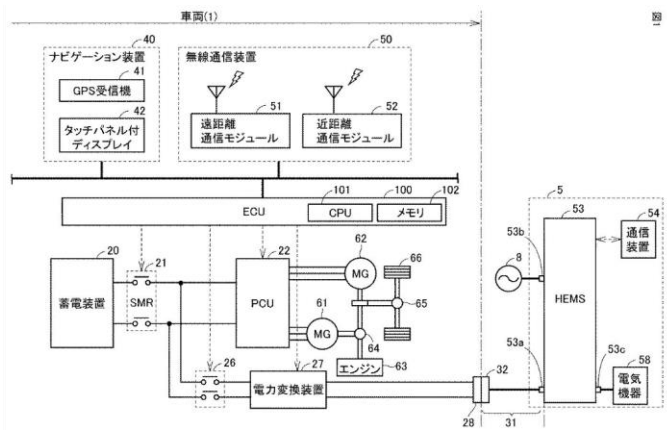 図1
車両(1)
40
ナビゲーション装置
41
GPS受信機
42
タッチパネル付
ディスプレイ
50
無線通信装置
51
遠距離
通信モジュール
52
近距離
通信モジュール
ECU
101
CPU
100
102
メモリ
20
蓄電装置
21
SMR
22
PCU
62
MG
61
MG
66
65
64
エンジン
63
26
27
電力変換装置
28
32
31
5
53
HEMS
53b
8
53a
53c
54
通信
装置
58
電気
機器